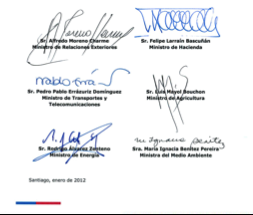 Sr. Alfredo Moreno Charme
Ministro de Relaciones Exteriores
Sr. Felipe Larraín Bascuñán
Ministro de Hacienda
Sr. Pedro Pablo Errázuriz Domínguez
Ministro de Transportes y
Telecomunicaciones
Sr. Luis Mayol Bouchon
Ministro de Agricultura
Sr. Rodrigo Álvarez Zenteno
Ministro de Energía
Sra. María Ignacia Benítez Pereira
Ministra del Medio Ambiente
Santiago, enero de 2012